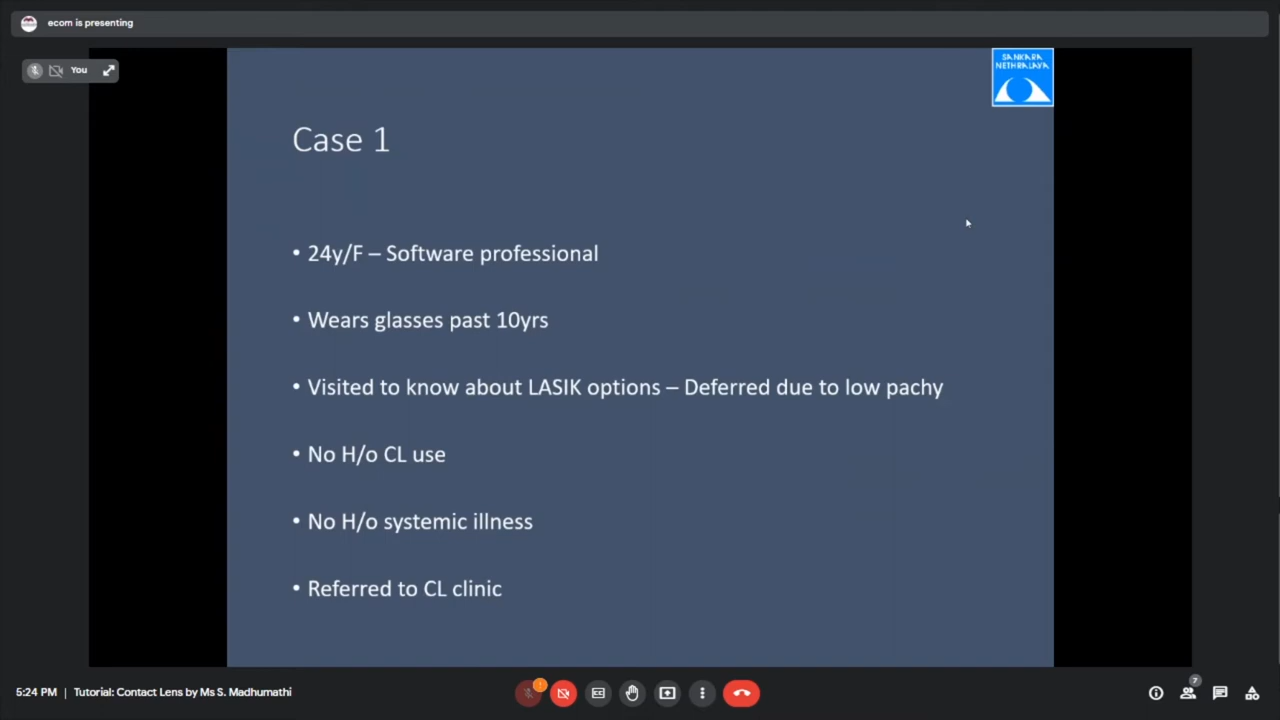 ecom is presenting
You
SANKARA
NETHRALAYA
Case 1
• 24y/F – Software professional
• Wears glasses past 10yrs
• Visited to know about LASIK options – Deferred due to low pachy
• No H/o CL use
• No H/o systemic illness
• Referred to CL clinic
5:24 PM | Tutorial: Contact Lens by Ms S. Madhumathi
7